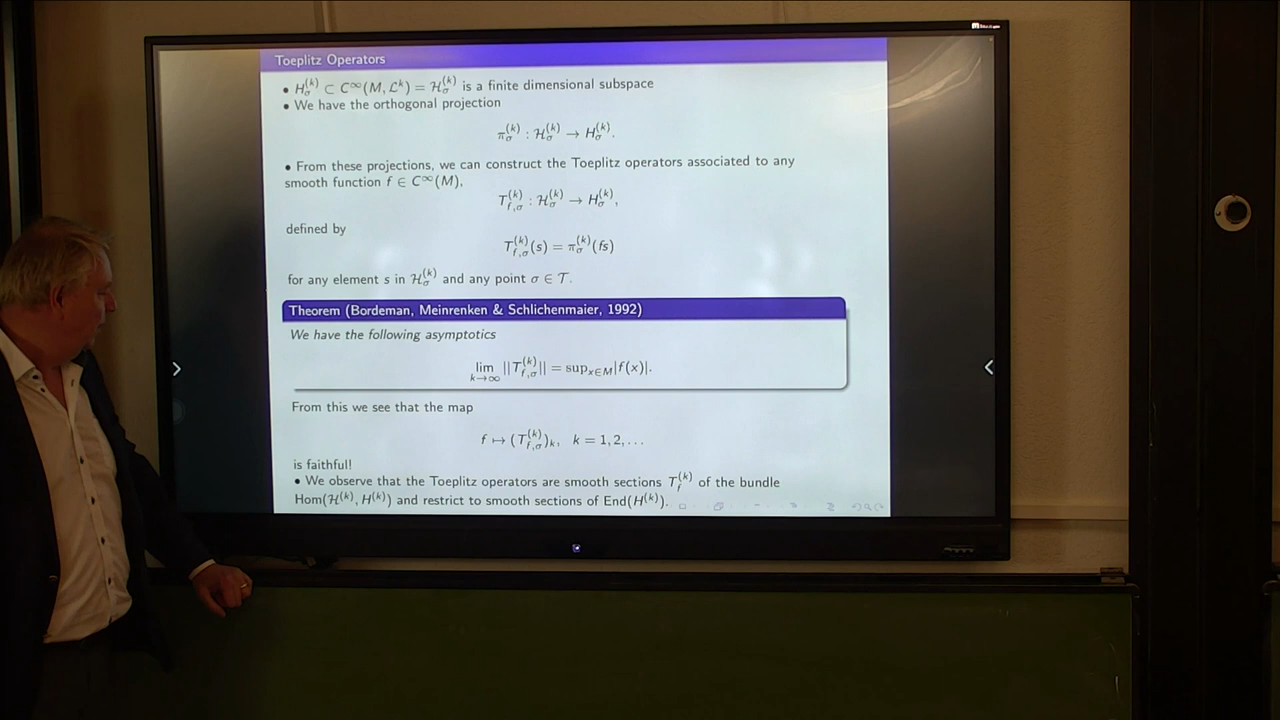 Toeplitz Operators
• H_σ^(k) ⊂ C^∞(M, ℒ^k) = ℋ_σ^(k) is a finite dimensional subspace
• We have the orthogonal projection
π_σ^(k) : ℋ_σ^(k) → H_σ^(k).
• From these projections, we can construct the Toeplitz operators associated to any
smooth function f ∈ C^∞(M),
T_{f,σ}^(k) : ℋ_σ^(k) → H_σ^(k),
defined by
T_{f,σ}^(k)(s) = π_σ^(k)(fs)
for any element s in ℋ_σ^(k) and any point σ ∈ 𝒯.
Theorem (Bordeman, Meinrenken & Schlichenmaier, 1992)
We have the following asymptotics
lim_{k→∞} ||T_{f,σ}^(k)|| = sup_{x∈M}|f(x)|.
From this we see that the map
f ↦ (T_{f,σ}^(k))_k, k = 1, 2, . . .
is faithful!
• We observe that the Toeplitz operators are smooth sections T_f^(k) of the bundle
Hom(ℋ^(k), H^(k)) and restrict to smooth sections of End(H^(k)).